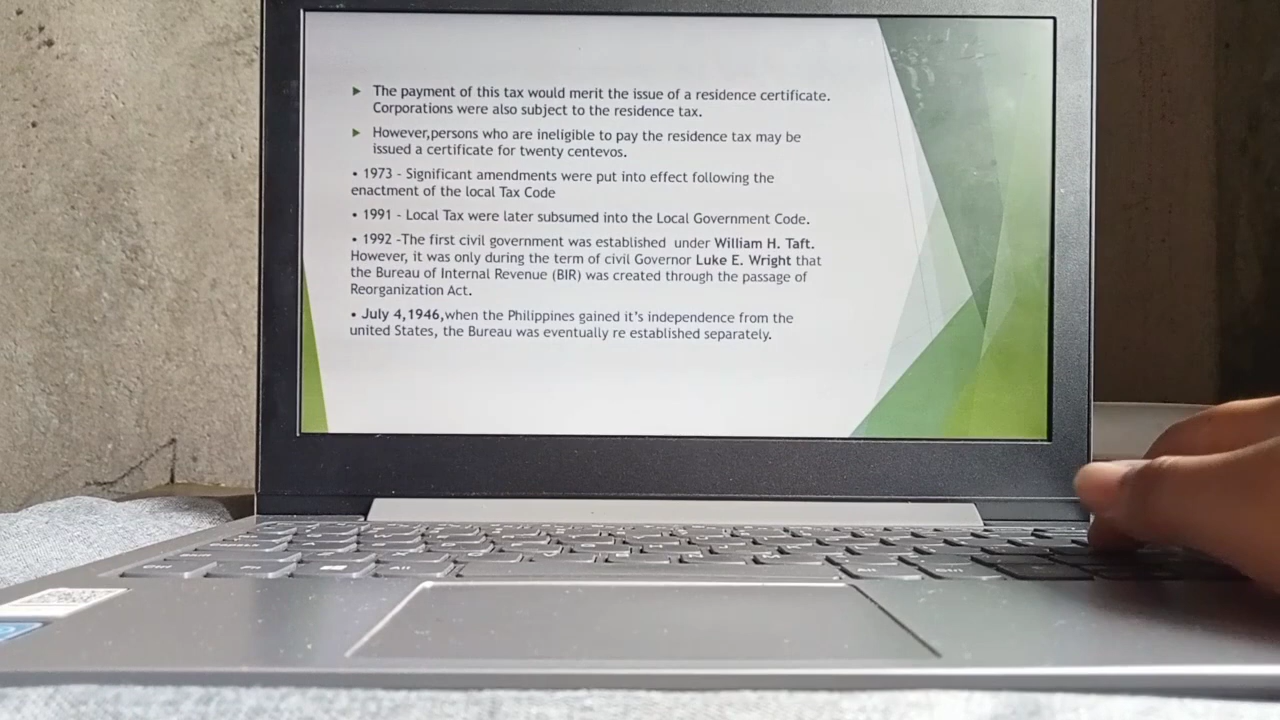 ▶ The payment of this tax would merit the issue of a residence certificate.
Corporations were also subject to the residence tax.
▶ However,persons who are ineligible to pay the residence tax may be
issued a certificate for twenty centevos.
• 1973 - Significant amendments were put into effect following the
enactment of the local Tax Code
• 1991 - Local Tax were later subsumed into the Local Government Code.
• 1992 -The first civil government was established under William H. Taft.
However, it was only during the term of civil Governor Luke E. Wright that
the Bureau of Internal Revenue (BIR) was created through the passage of
Reorganization Act.
• July 4,1946,when the Philippines gained it's independence from the
united States, the Bureau was eventually re established separately.